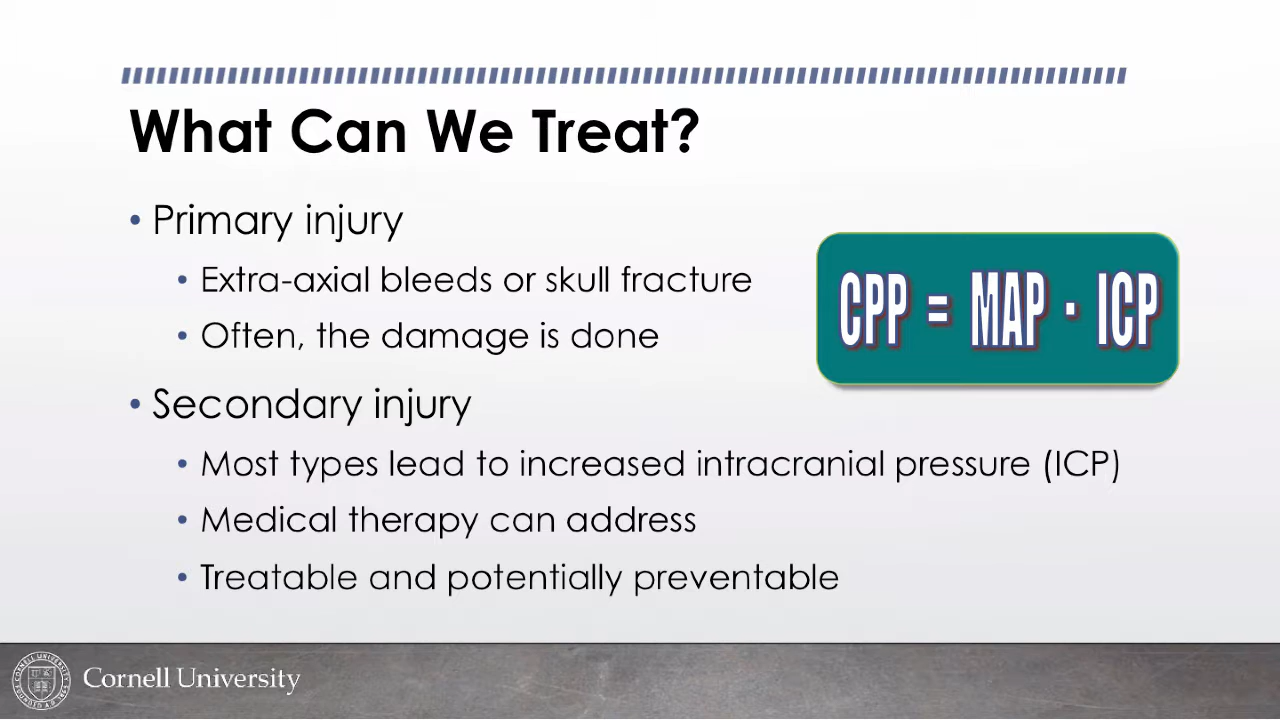 What Can We Treat?
• Primary injury
• Extra-axial bleeds or skull fracture
• Often, the damage is done
CPP = MAP · ICP
• Secondary injury
• Most types lead to increased intracranial pressure (ICP)
• Medical therapy can address
• Treatable and potentially preventable
Cornell University